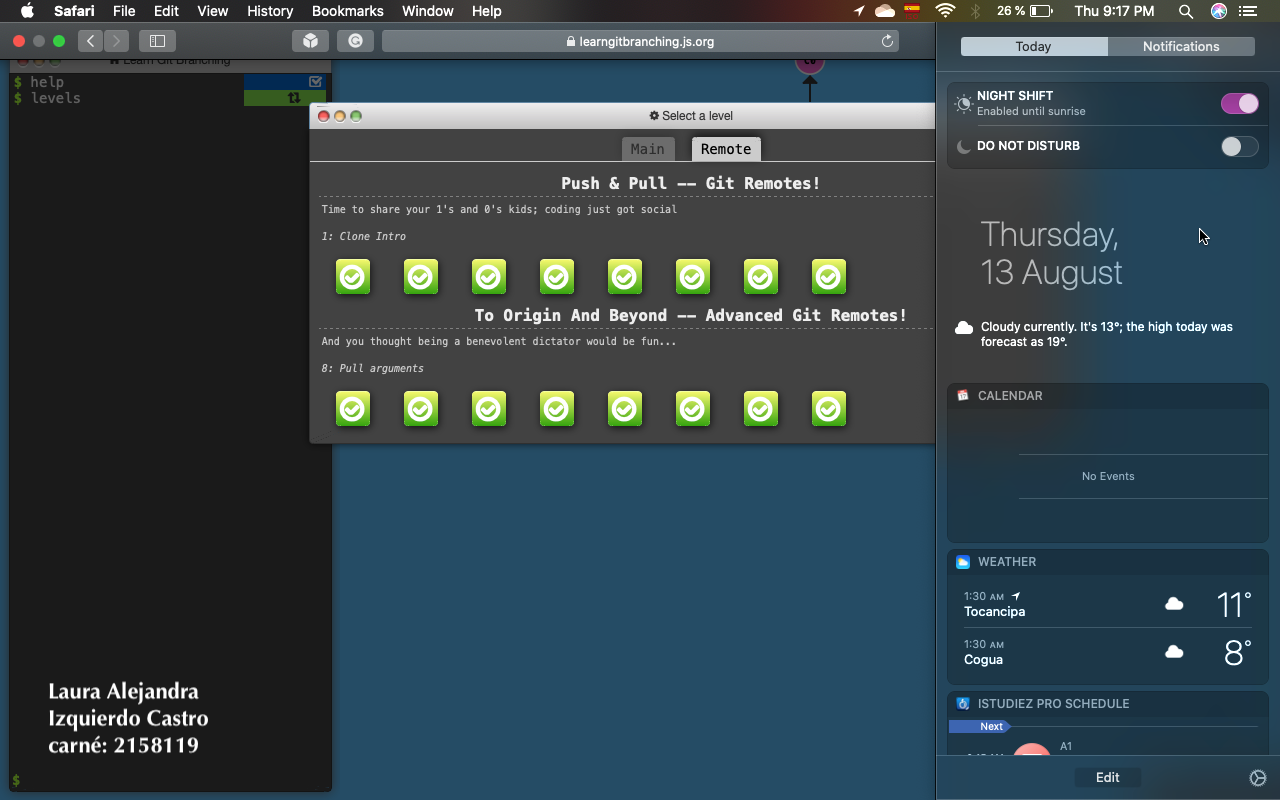 Safari File Edit View History Bookmarks Window Help 26 % Thu 9:17 PM
learngitbranching.js.org
Today Notifications
Learn Git Branching
$ help
$ levels
Select a level
Main Remote
Push & Pull -- Git Remotes!
Time to share your 1's and 0's kids; coding just got social
1: Clone Intro
To Origin And Beyond -- Advanced Git Remotes!
And you thought being a benevolent dictator would be fun...
8: Pull arguments
Laura Alejandra
Izquierdo Castro
carné: 2158119
$
NIGHT SHIFT
Enabled until sunrise
DO NOT DISTURB
Thursday,
13 August
Cloudy currently. It's 13°; the high today was
forecast as 19°.
CALENDAR
No Events
WEATHER
1:30 AM
Tocancipa 11°
1:30 AM
Cogua 8°
ISTUDIEZ PRO SCHEDULE
Next
A1
Edit